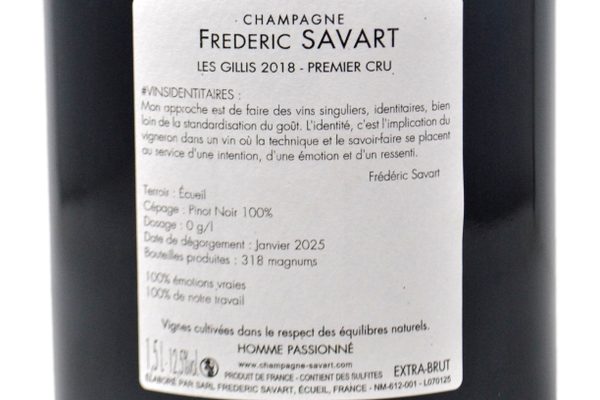 CHAMPAGNE
FREDERIC SAVART
LES GILLIS 2018 - PREMIER CRU
#VINSIDENTITAIRES :
Mon approche est de faire des vins singuliers, identitaires, bien
loin de la standardisation du goût. L'identité, c'est l'implication du
vigneron dans un vin où la technique et le savoir-faire se placent
au service d'une intention, d'une émotion et d'un ressenti.
Frédéric Savart
Terroir : Écueil
Cépage : Pinot Noir 100%
Dosage : 0 g/l
Date de dégorgement : Janvier 2025
Bouteilles produites : 318 magnums
100% émotions vraies
100% de notre travail
Vignes cultivées dans le respect des équilibres naturels.
HOMME PASSIONNÉ
www.champagne-savart.com
1,5 L - 12,5%vol.
PRODUIT DE FRANCE - CONTIENT DES SULFITES
EXTRA-BRUT
ÉLABORÉ PAR SARL FREDERIC SAVART, ÉCUEIL, FRANCE - NM-612-001 - L070125